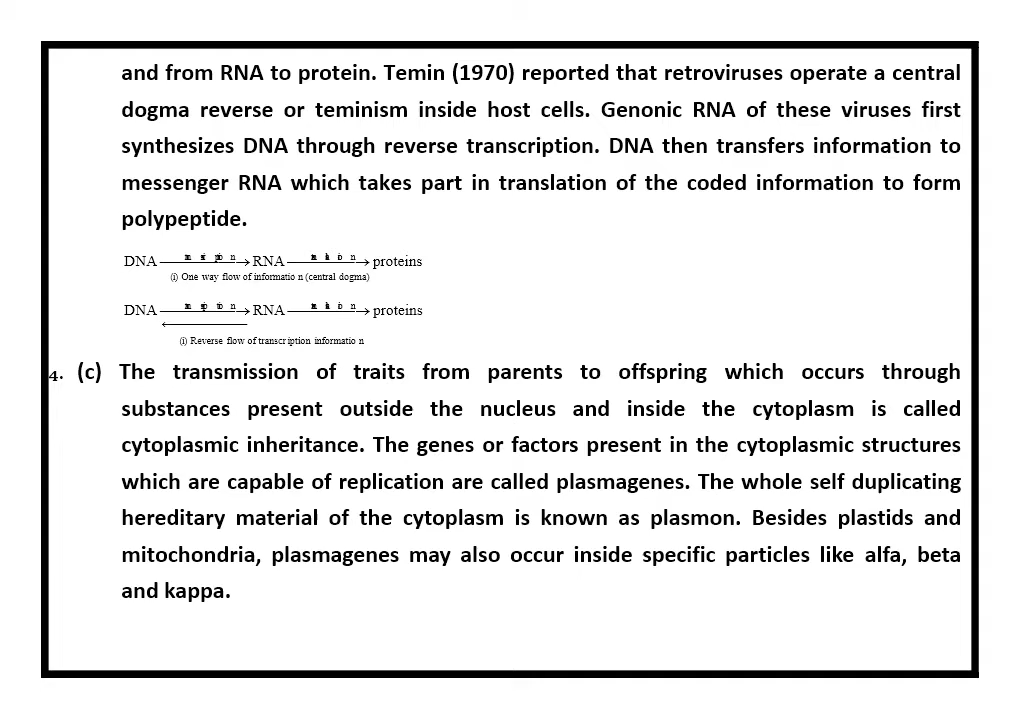 and from RNA to protein. Temin (1970) reported that retroviruses operate a central
dogma reverse or teminism inside host cells. Genonic RNA of these viruses first
synthesizes DNA through reverse transcription. DNA then transfers information to
messenger RNA which takes part in translation of the coded information to form
polypeptide.
DNA → RNA → proteins
(i) One way flow of informatio n (central dogma)
DNA → RNA → proteins
←
(i) Reverse flow of transcription informatio n
4. (c) The transmission of traits from parents to offspring which occurs through
substances present outside the nucleus and inside the cytoplasm is called
cytoplasmic inheritance. The genes or factors present in the cytoplasmic structures
which are capable of replication are called plasmagenes. The whole self duplicating
hereditary material of the cytoplasm is known as plasmon. Besides plastids and
mitochondria, plasmagenes may also occur inside specific particles like alfa, beta
and kappa.